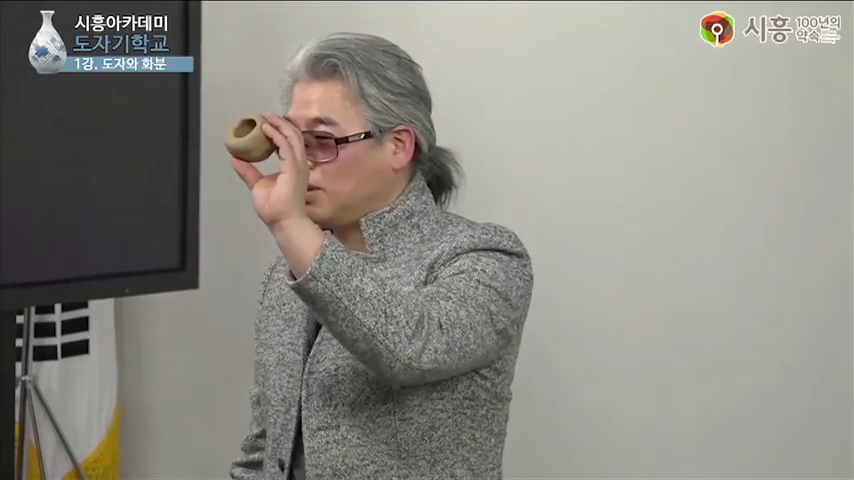 시흥아카데미
도자기학교
1강. 도자와 화분
시흥 100년의
약속